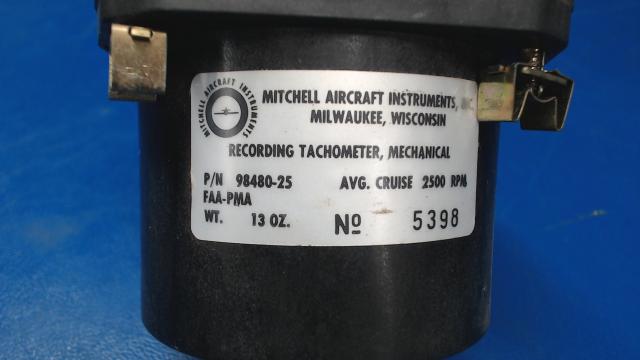 MITCHELL AIRCRAFT INSTRUMENTS
MITCHELL AIRCRAFT INSTRUMENTS, INC.
MILWAUKEE, WISCONSIN
RECORDING TACHOMETER, MECHANICAL
P/N 98480-25 AVG. CRUISE 2500 RPM
FAA-PMA
WT. 13 OZ. Nº 5398